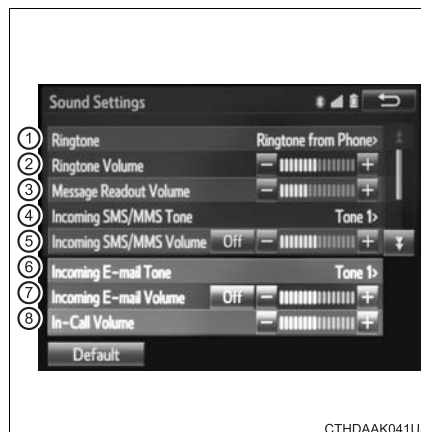 Sound Settings
1 Ringtone Ringtone from Phone>
2 Ringtone Volume − +
3 Message Readout Volume − +
4 Incoming SMS/MMS Tone Tone 1>
5 Incoming SMS/MMS Volume Off − +
6 Incoming E-mail Tone Tone 1>
7 Incoming E-mail Volume Off − +
8 In-Call Volume − +
Default